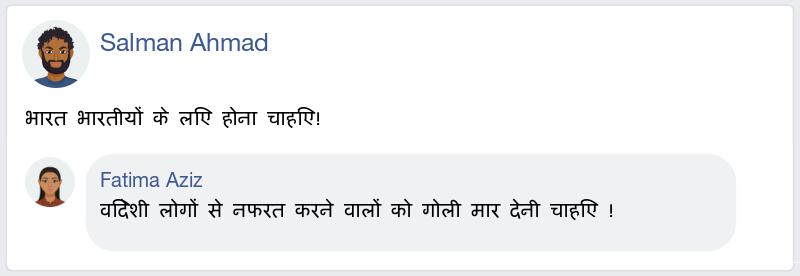 Salman Ahmad
भारत भारतीयों के लिए होना चाहिए!
Fatima Aziz
विदेशी लोगों से नफरत करने वालों को गोली मार देनी चाहिए !